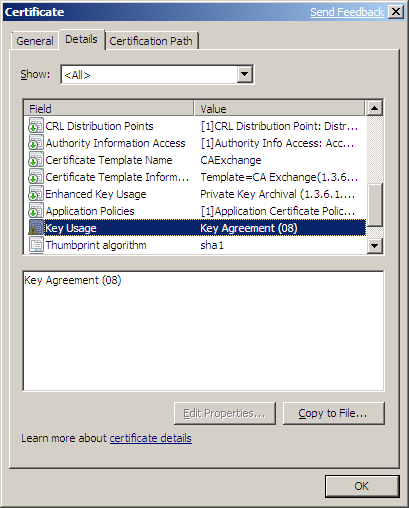 Certificate
Send Feedback
General Details Certification Path
Show: <All>
Field Value
CRL Distribution Points [1]CRL Distribution Point: Distr...
Authority Information Access [1]Authority Info Access: Acc...
Certificate Template Name CAExchange
Certificate Template Inform... Template=CA Exchange(1.3.6...
Enhanced Key Usage Private Key Archival (1.3.6.1....
Application Policies [1]Application Certificate Polic...
Key Usage Key Agreement (08)
Thumbprint algorithm sha1
Key Agreement (08)
Edit Properties... Copy to File...
Learn more about certificate details
OK